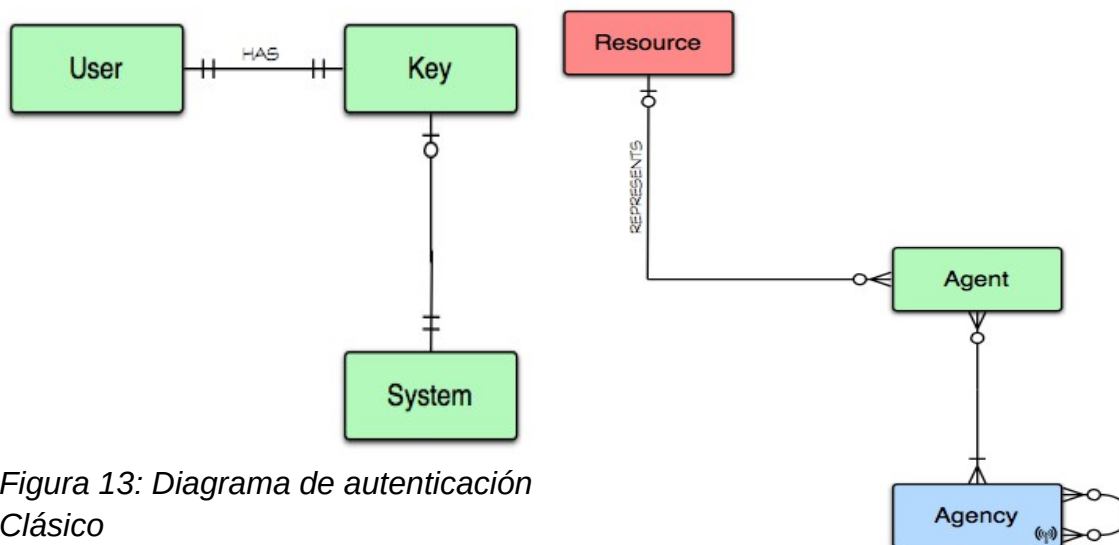 User
HAS
Key
System
Figura 13: Diagrama de autenticación
Clásico
Resource
REPRESENTS
Agent
Agency